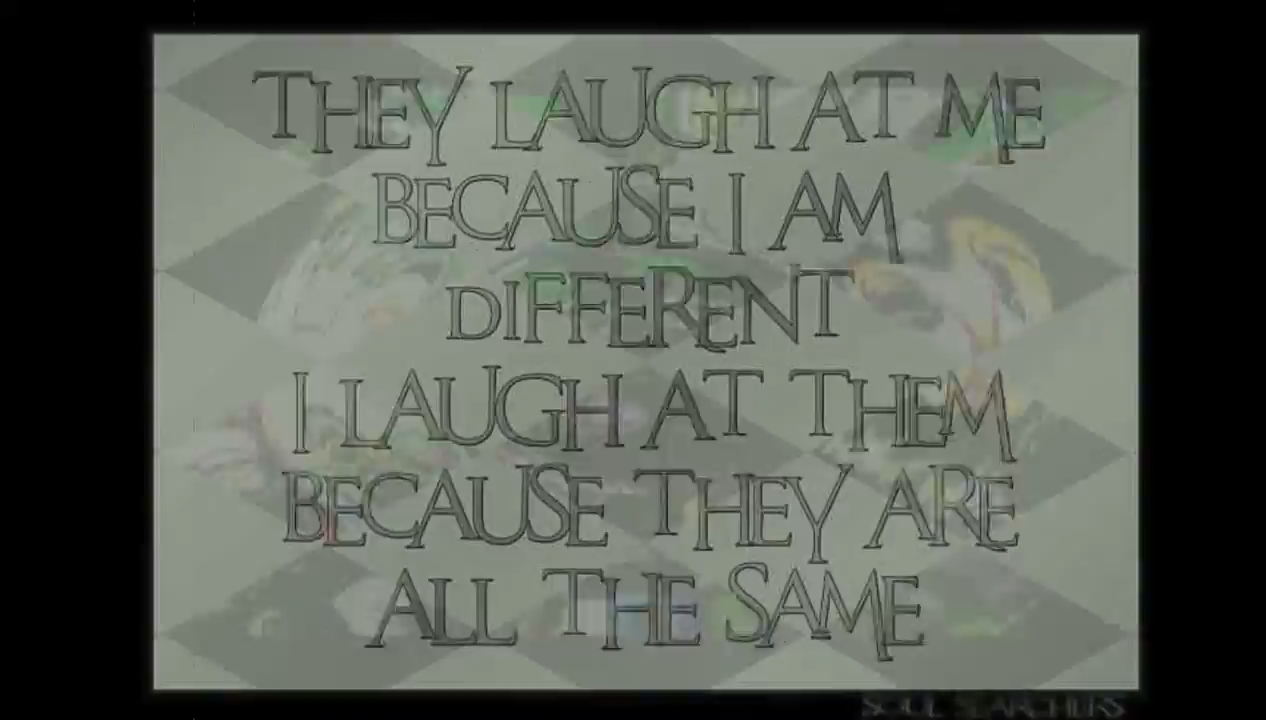 THEY LAUGH AT ME
BECAUSE I AM
DIFFERENT
I LAUGH AT THEM
BECAUSE THEY ARE
ALL THE SAME
SOUL SEARCHERS